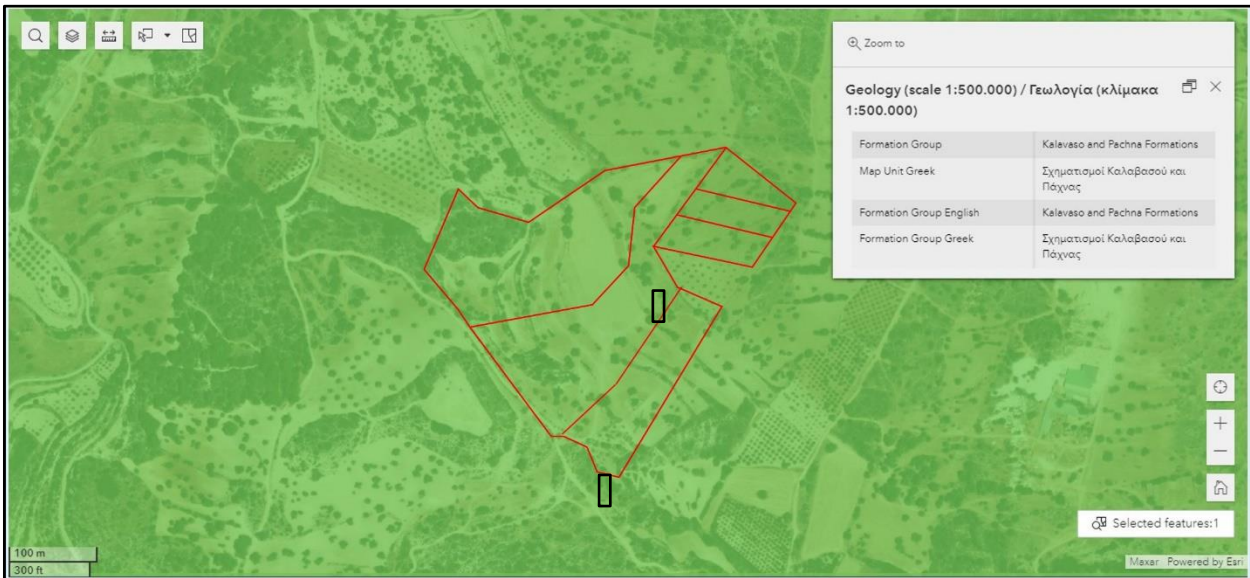 Zoom to
Geology (scale 1:500.000) / Γεωλογία (κλίμακα
1:500.000)
Formation Group Kalavaso and Pachna Formations
Map Unit Greek Σχηματισμοί Καλαβασού και
Πάχνας
Formation Group English Kalavaso and Pachna Formations
Formation Group Greek Σχηματισμοί Καλαβασού και
Πάχνας
Selected features:1
100 m
300 ft
Maxar Powered by Esri